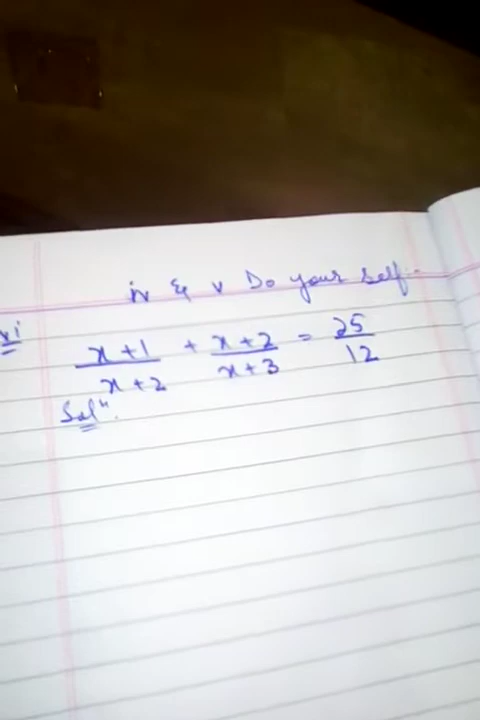 iv & v Do your self.
vi x+1/x+2 + x+2/x+3 = 25/12
Solⁿ.